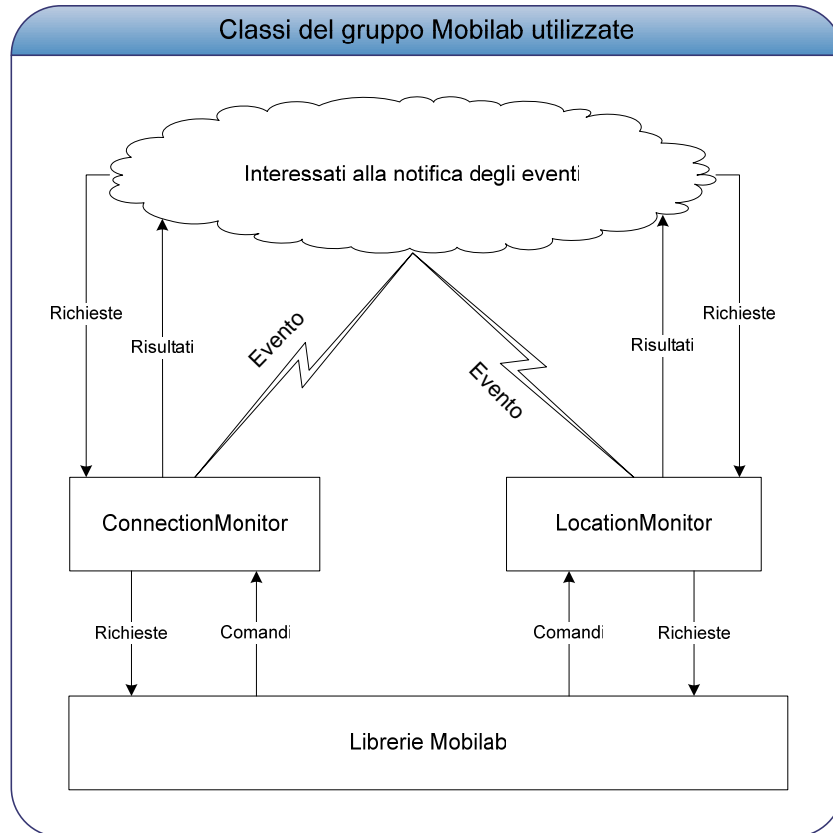 Classi del gruppo Mobilab utilizzate
Interessati alla notifica degli eventi
Richieste
Risultati
Evento
Evento
Risultati
Richieste
ConnectionMonitor
LocationMonitor
Richieste
Comandi
Comandi
Richieste
Librerie Mobilab